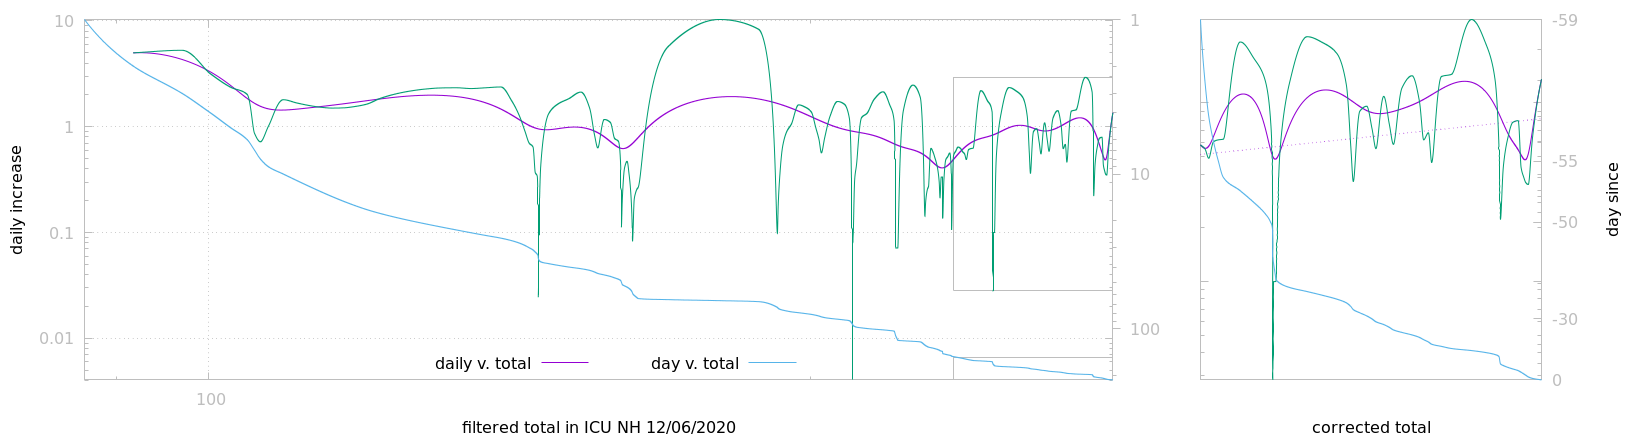 10
1
0.1
0.01
daily increase
daily v. total
day v. total
100
filtered total in ICU NH 12/06/2020
1
10
100
-59
-55
-50
-30
0
day since
corrected total